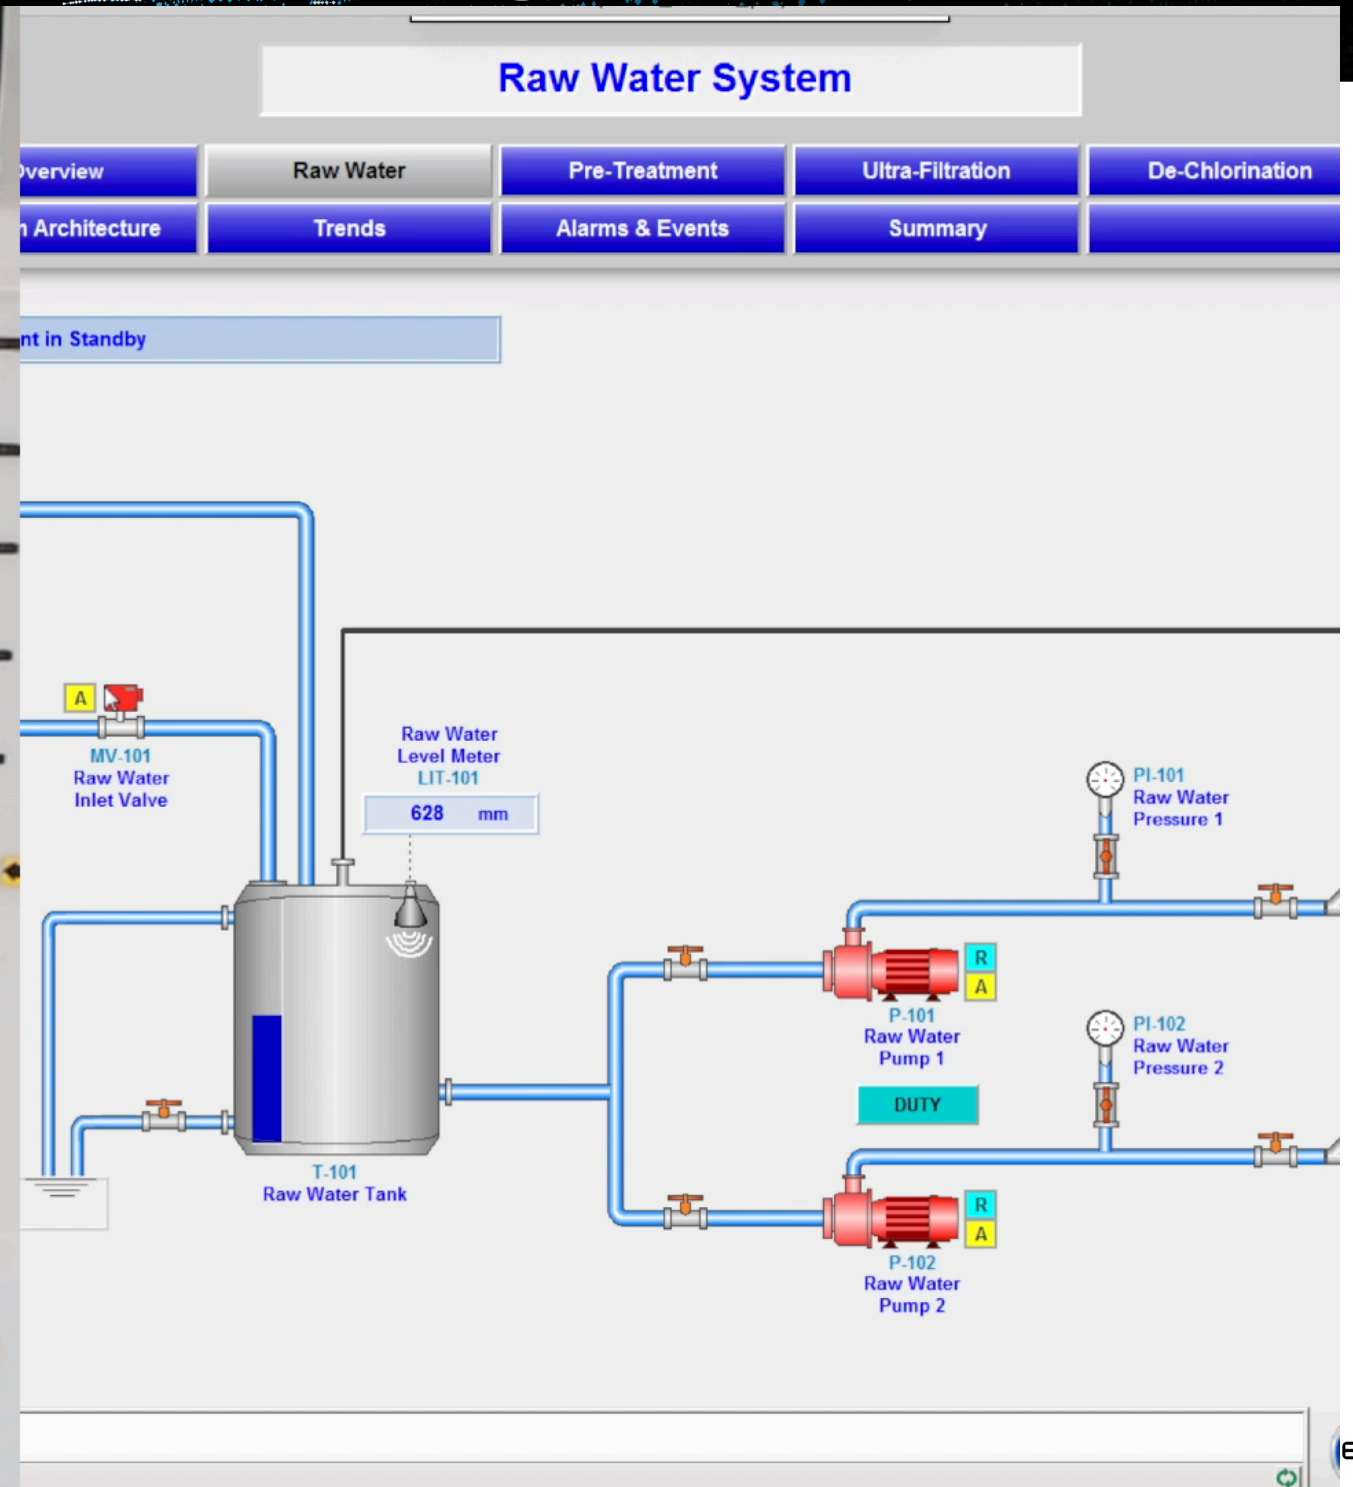 Raw Water System
Overview
Raw Water
Pre-Treatment
Ultra-Filtration
De-Chlorination
Architecture
Trends
Alarms & Events
Summary
in Standby
A
MV-101
Raw Water
Inlet Valve
Raw Water
Level Meter
LIT-101
628 mm
PI-101
Raw Water
Pressure 1
R
A
P-101
Raw Water
Pump 1
DUTY
PI-102
Raw Water
Pressure 2
R
A
P-102
Raw Water
Pump 2
T-101
Raw Water Tank